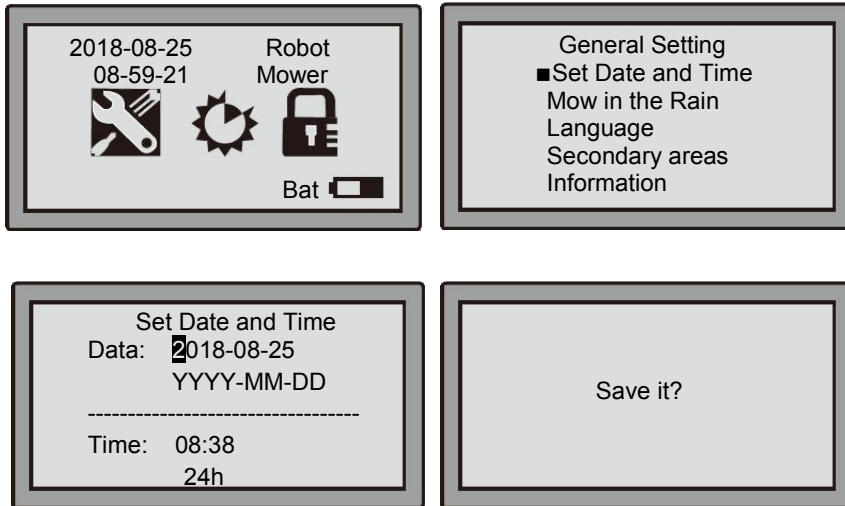 2018-08-25 Robot
08-59-21 Mower
Bat
General Setting
■Set Date and Time
Mow in the Rain
Language
Secondary areas
Information
Set Date and Time
Data: 2018-08-25
YYYY-MM-DD
----------------------------------
Time: 08:38
24h
Save it?